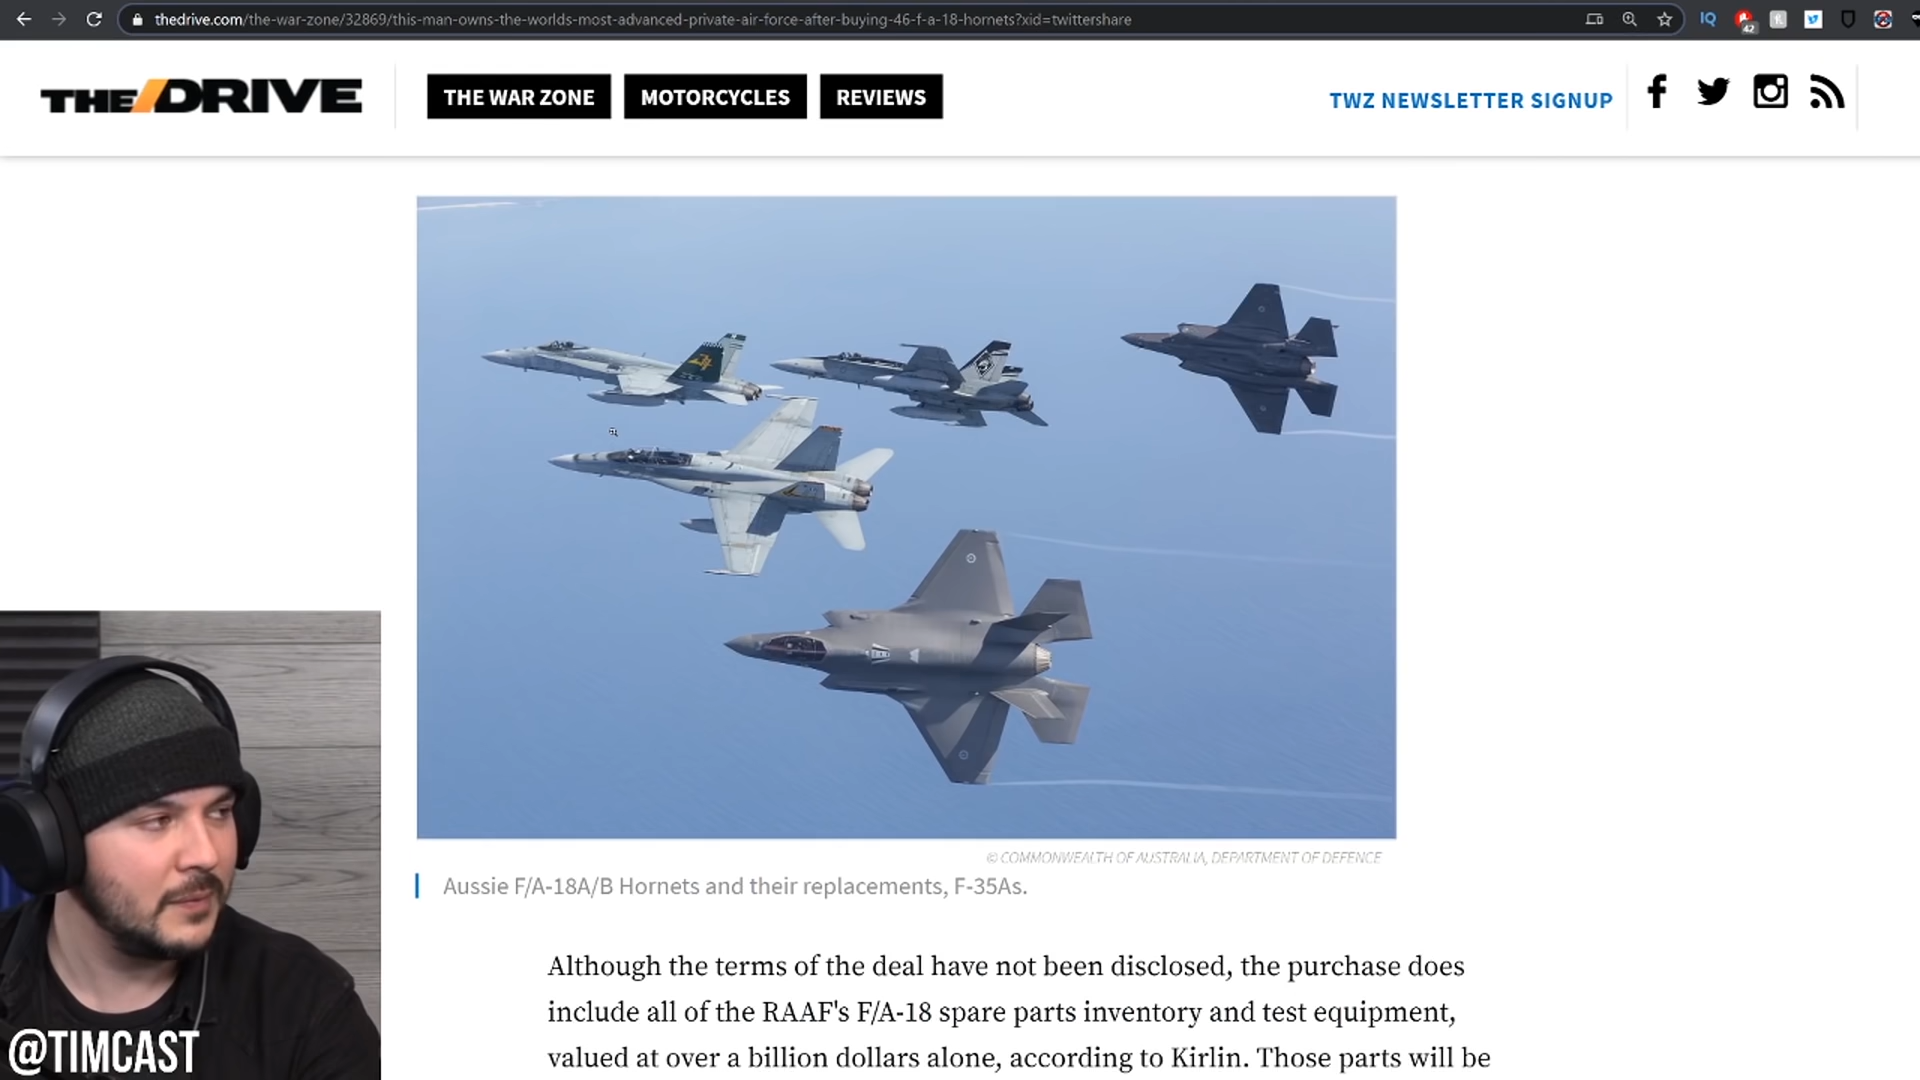 thedrive.com/the-war-zone/32869/this-man-owns-the-worlds-most-advanced-private-air-force-after-buying-46-f-a-18-hornets?xid=twittershare
IQ
42
THE/DRIVE
THE WAR ZONE
MOTORCYCLES
REVIEWS
TWZ NEWSLETTER SIGNUP
© COMMONWEALTH OF AUSTRALIA, DEPARTMENT OF DEFENCE
Aussie F/A-18A/B Hornets and their replacements, F-35As.
Although the terms of the deal have not been disclosed, the purchase does
include all of the RAAF's F/A-18 spare parts inventory and test equipment,
valued at over a billion dollars alone, according to Kirlin. Those parts will be
@TIMCAST